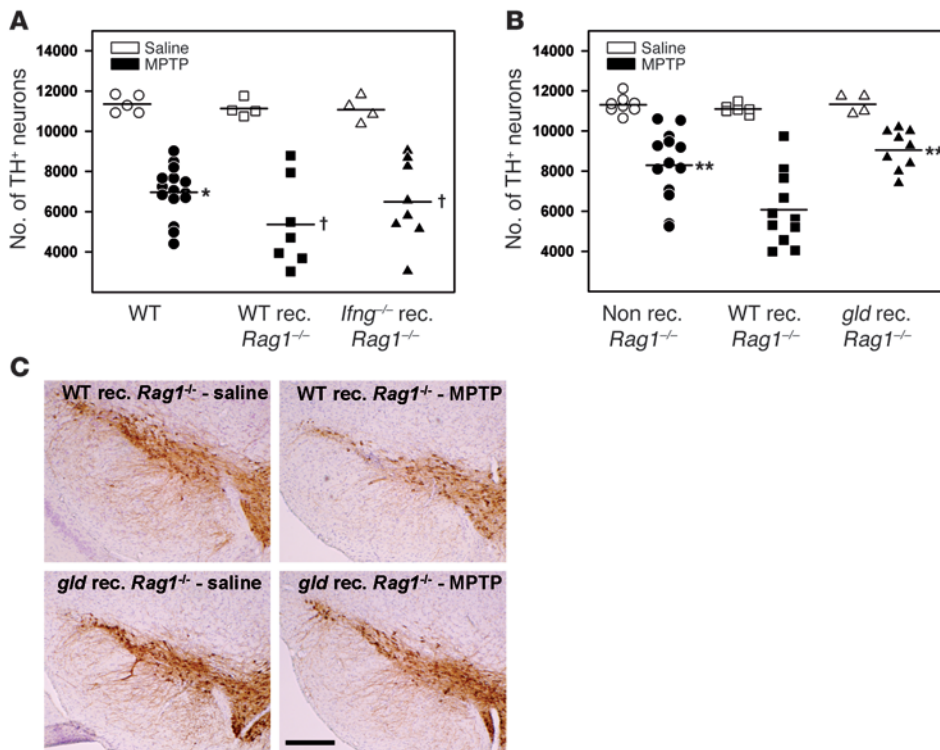 A
No. of TH⁺ neurons
14000
12000
10000
8000
6000
4000
Saline
MPTP
*
†
†
WT
WT rec.
Rag1⁻/⁻
Ifng⁻/⁻ rec.
Rag1⁻/⁻
B
No. of TH⁺ neurons
14000
12000
10000
8000
6000
4000
Saline
MPTP
**
**
Non rec.
Rag1⁻/⁻
WT rec.
Rag1⁻/⁻
gld rec.
Rag1⁻/⁻
C
WT rec. Rag1⁻/⁻ - saline
WT rec. Rag1⁻/⁻ - MPTP
gld rec. Rag1⁻/⁻ - saline
gld rec. Rag1⁻/⁻ - MPTP